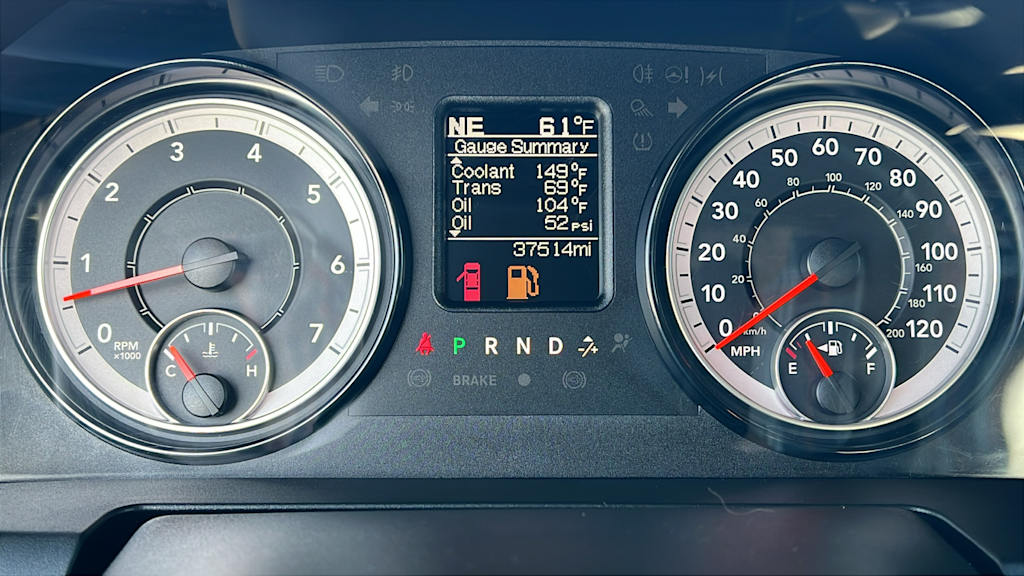 3 4
2 5
1 6
0 7
RPM
x1000
C H
NE 61°F
Gauge Summary
Coolant 149°F
Trans 69°F
Oil 104°F
Oil 52 psi
37514mi
P R N D
BRAKE
0 10 20 30 40 50 60 70 80 90 100 110 120
MPH
20 40 60 80 100 120 140 160 180 200
km/h
E F